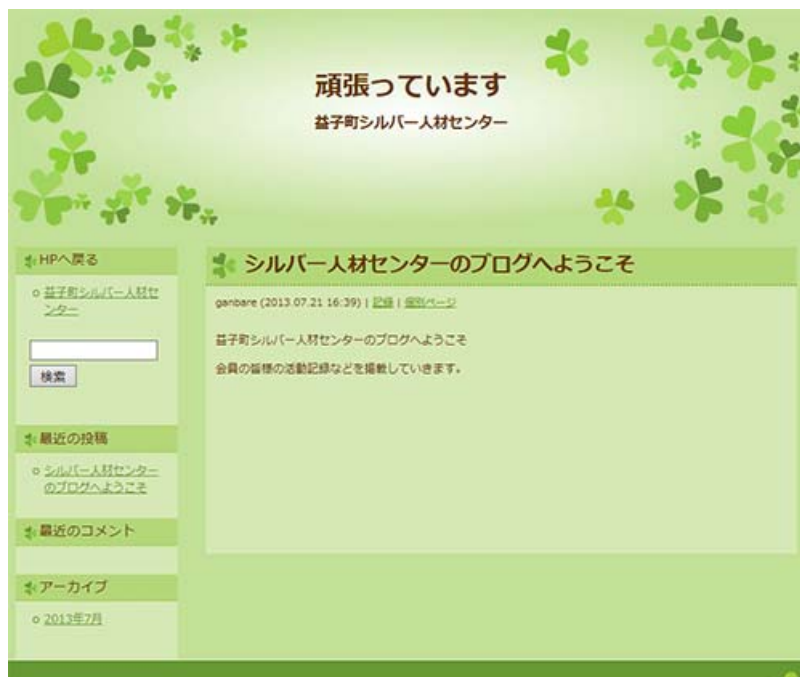 頑張っています
益子町シルバー人材センター
HPへ戻る
益子町シルバー人材セ
ンター
検索
最近の投稿
シルバー人材センター
のブログへようこそ
最近のコメント
アーカイブ
2013年7月
シルバー人材センターのブログへようこそ
ganbare (2013.07.21 16:39) | 記録 | 個別ページ
益子町シルバー人材センターのブログへようこそ
会員の皆様の活動記録などを掲載していきます。